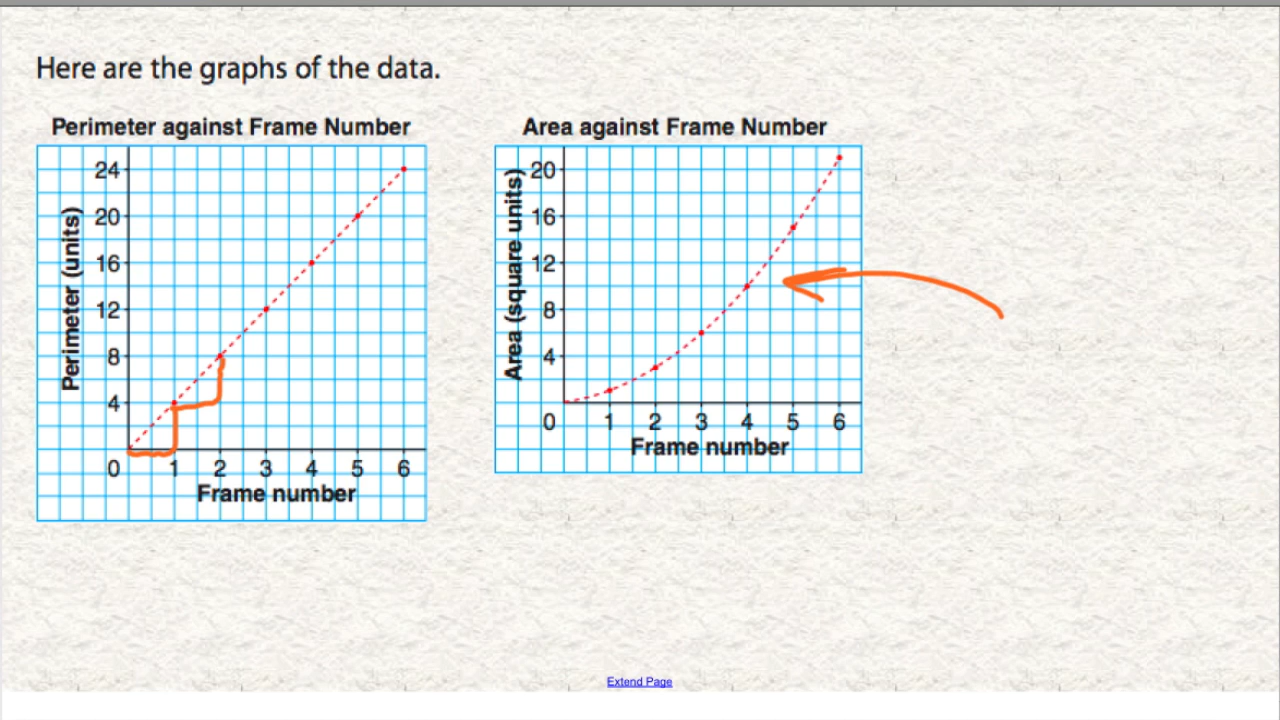 Here are the graphs of the data.
Perimeter against Frame Number
Perimeter (units)
24
20
16
12
8
4
0
1 2 3 4 5 6
Frame number
Area against Frame Number
Area (square units)
20
16
12
8
4
0
1 2 3 4 5 6
Frame number
Extend Page